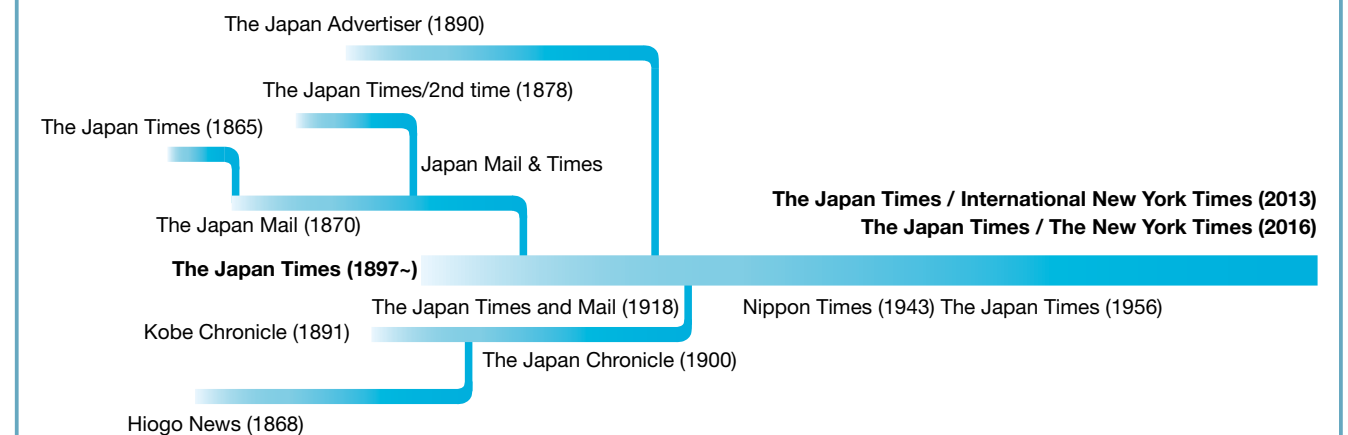 The Japan Advertiser (1890)
The Japan Times/2nd time (1878)
The Japan Times (1865)
Japan Mail & Times
The Japan Times / International New York Times (2013)
The Japan Mail (1870)
The Japan Times / The New York Times (2016)
The Japan Times (1897~)
The Japan Times and Mail (1918)
Nippon Times (1943) The Japan Times (1956)
Kobe Chronicle (1891)
The Japan Chronicle (1900)
Hiogo News (1868)